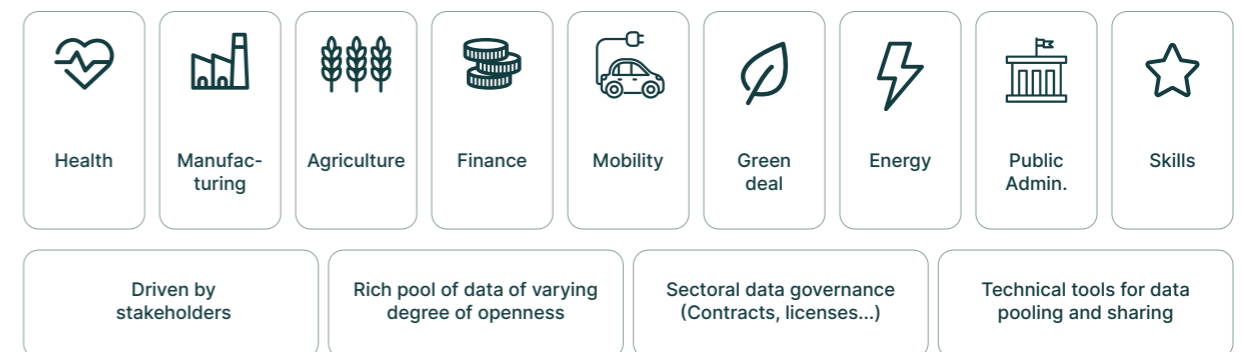 Health
Manufac-
turing
Agriculture
Finance
Mobility
Green
deal
Energy
Public
Admin.
Skills
Driven by
stakeholders
Rich pool of data of varying
degree of openness
Sectoral data governance
(Contracts, licenses...)
Technical tools for data
pooling and sharing